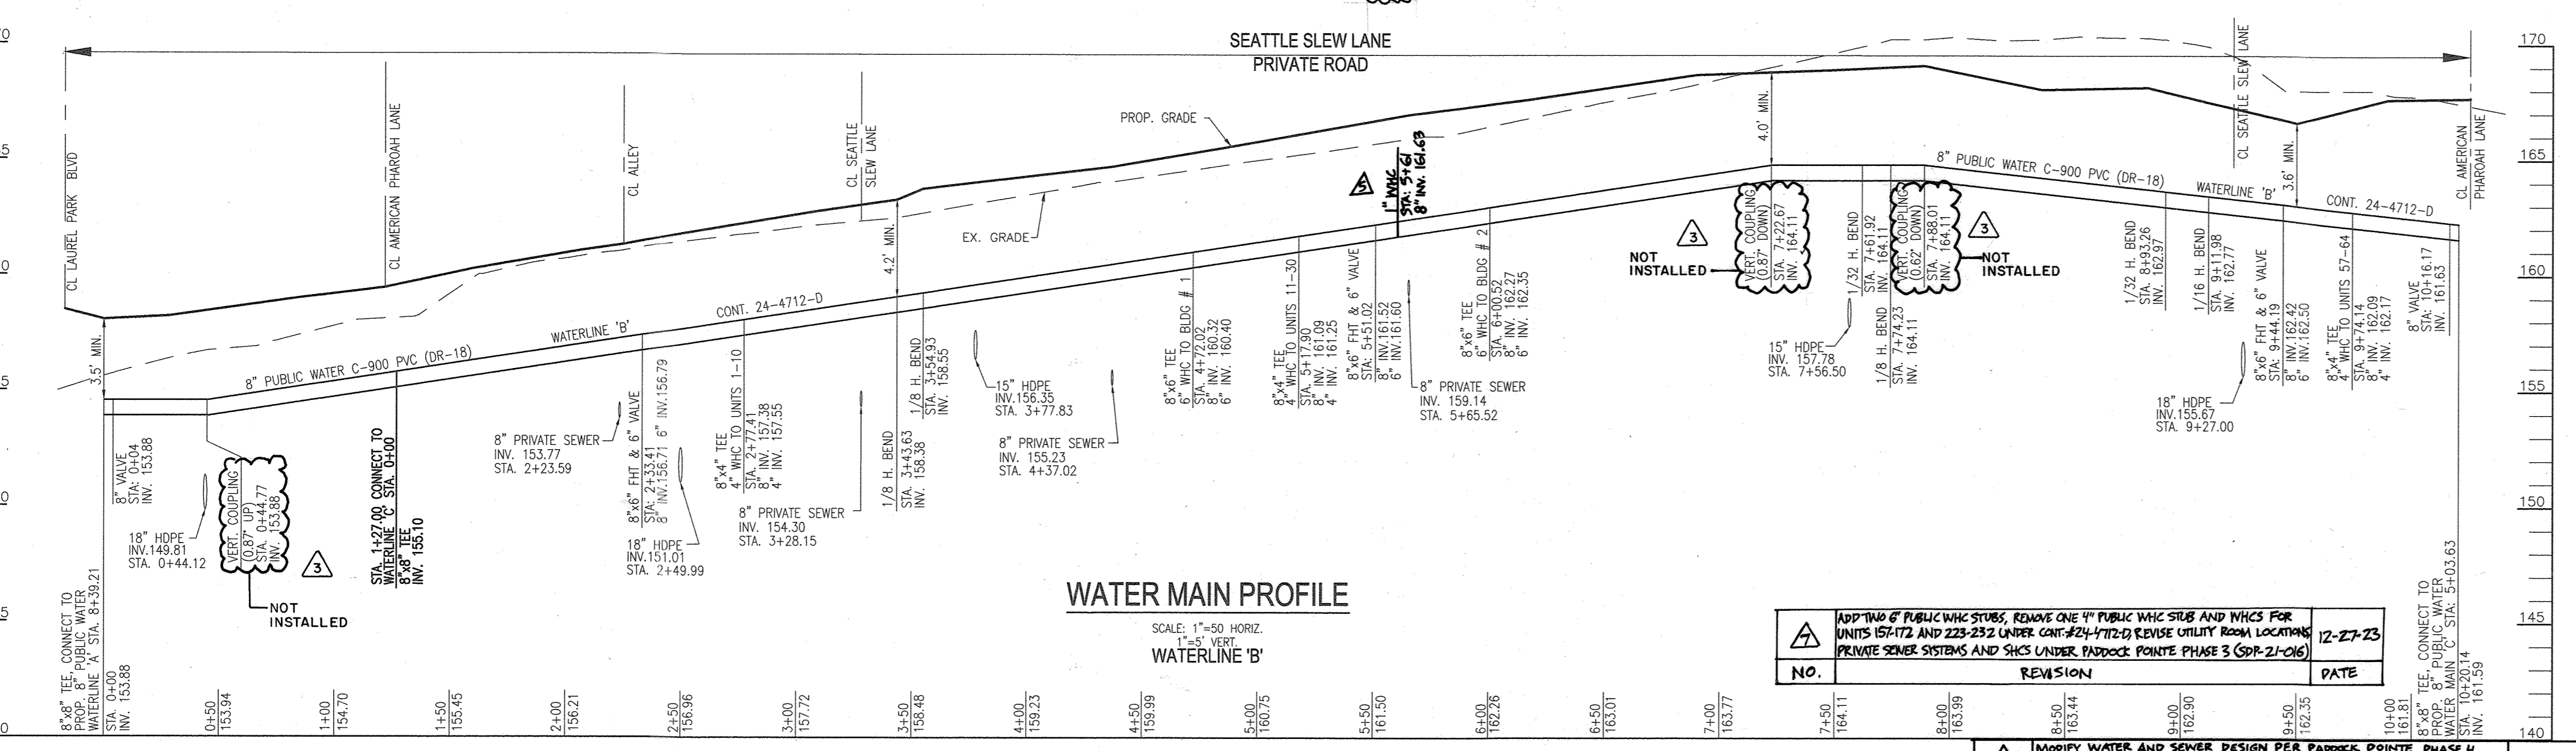 SEATTLE SLEW LANE
PRIVATE ROAD
70
170
165
160
155
150
145
140
CL LAUREL PARK BLVD
CL AMERICAN PHAROAH LANE
CL ALLEY
CL SEATTLE
SLEW LANE
PROP. GRADE
EX. GRADE
CL SEATTLE SLEW LANE
CL AMERICAN
PHAROAH LANE
3.5' MIN.
4.2' MIN.
4.0' MIN.
3.6' MIN.
8" PUBLIC WATER C-900 PVC (DR-18)
WATERLINE 'B'
CONT. 24-4712-D
8" PUBLIC WATER C-900 PVC (DR-18)
WATERLINE 'B'
CONT. 24-4712-D
8" VALVE
STA: 0+04
INV. 153.88
18" HDPE
INV.149.81
STA. 0+44.12
VERT. COUPLING
(0.87° UP)
STA. 0+44.77
INV. 153.88
3
NOT
INSTALLED
STA. 1+27.00 CONNECT TO
WATERLINE 'C' STA. 0+00
8"x8" TEE
INV. 155.10
8" PRIVATE SEWER
INV. 153.77
STA. 2+23.59
8"x6" FHT & 6" VALVE
STA: 2+33.41
8" INV.156.71 6" INV.156.79
18" HDPE
INV.151.01
STA. 2+49.99
8"x4" TEE
4" WHC TO UNITS 1-10
STA. 2+77.41
8" INV. 157.38
4" INV. 157.55
8" PRIVATE SEWER
INV. 154.30
STA. 3+28.15
1/8 H. BEND
STA. 3+43.63
INV. 158.38
1/8 H. BEND
STA. 3+54.93
INV. 158.55
15" HDPE
INV.156.35
STA. 3+77.83
8" PRIVATE SEWER
INV. 155.23
STA. 4+37.02
8"x6" TEE
6" WHC TO BLDG # 1
STA. 4+72.02
8" INV. 160.32
6" INV. 160.40
8"x4" TEE
4" WHC TO UNITS 11-30
STA. 5+17.90
8" INV. 161.09
4" INV. 161.25
8"x6" FHT & 6" VALVE
STA: 5+51.02
8" INV.161.52
6" INV.161.60
5
1" WHC
STA: 5+61
8" INV. 161.63
8" PRIVATE SEWER
INV. 159.14
STA. 5+65.52
8"x6" TEE
6" WHC TO BLDG # 2
STA. 6+00.52
8" INV. 162.27
6" INV. 162.35
3
NOT
INSTALLED
VERT. COUPLING
(0.87° DOWN)
STA. 7+22.67
INV. 164.11
15" HDPE
INV. 157.78
STA. 7+56.50
1/32 H. BEND
STA. 7+61.92
INV. 164.11
1/8 H. BEND
STA. 7+74.23
INV. 164.11
VERT. COUPLING
(0.62° DOWN)
STA. 7+88.01
INV. 164.11
3
NOT
INSTALLED
1/32 H. BEND
STA. 8+93.26
INV. 162.97
1/16 H. BEND
STA. 9+11.98
INV. 162.77
18" HDPE
INV.155.67
STA. 9+27.00
8"x6" FHT & 6" VALVE
STA: 9+44.19
8" INV.162.42
6" INV.162.50
8"x4" TEE
4" WHC TO UNITS 57-64
STA. 9+74.14
8" INV. 162.09
4" INV. 162.17
8" VALVE
STA: 10+16.17
INV. 161.63
8"x8" TEE, CONNECT TO
PROP. 8" PUBLIC WATER
WATERLINE 'A' STA. 8+39.21
STA. 0+00
INV. 153.88
WATER MAIN PROFILE
SCALE: 1"=50 HORIZ.
1"=5' VERT.
WATERLINE 'B'
7 ADD TWO 6" PUBLIC WHC STUBS, REMOVE ONE 4" PUBLIC WHC STUB AND WHCS FOR
UNITS 157-172 AND 223-232 UNDER CONT.#24-4712-D, REVISE UTILITY ROOM LOCATIONS
PRIVATE SEWER SYSTEMS AND SHCS UNDER PADDOCK POINTE PHASE 3 (SDP-21-016)
12-27-23
NO. REVISION DATE
8"x8" TEE, CONNECT TO
PROP. 8" PUBLIC WATER
WATER MAIN 'C' STA: 5+03.63
STA. 10+20.14
INV. 161.59
0+50 153.94
1+00 154.70
1+50 155.45
2+00 156.21
2+50 156.96
3+00 157.72
3+50 158.48
4+00 159.23
4+50 159.99
5+00 160.75
5+50 161.50
6+00 162.26
6+50 163.01
7+00 163.77
7+50 164.11
8+00 163.99
8+50 163.44
9+00 162.90
9+50 162.35
10+00 161.81
MODIFY WATER AND SEWER DESIGN PER PADDOCK POINTE PHASE 4